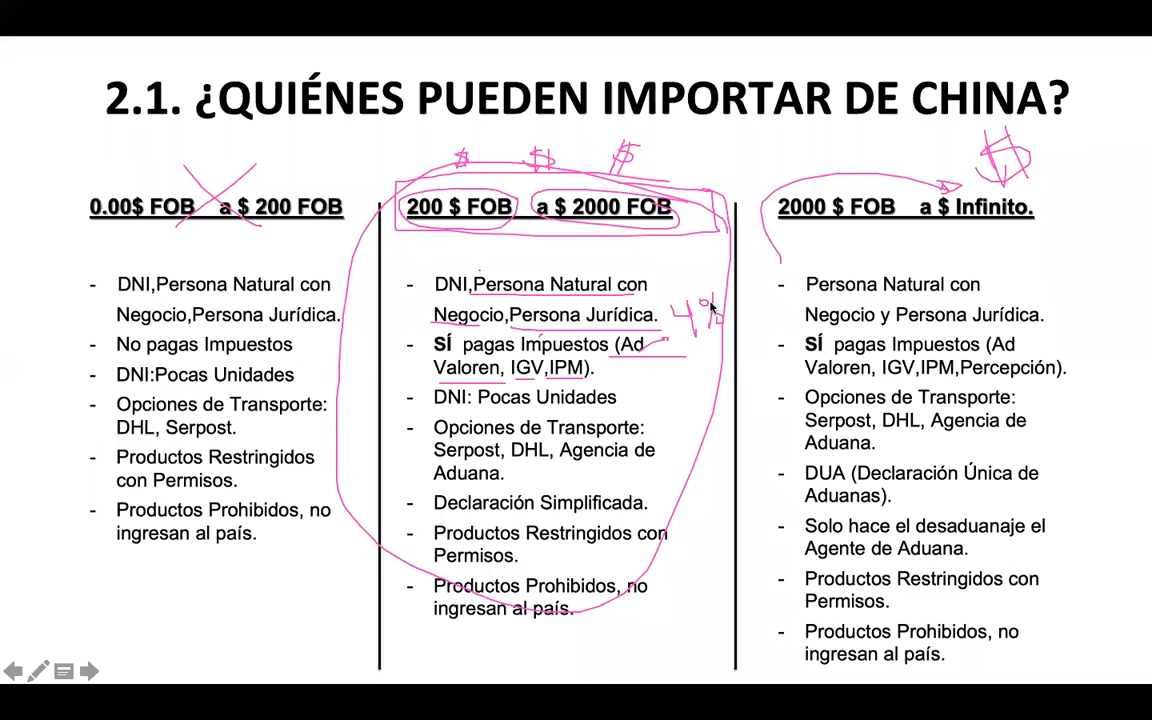 2.1. ¿QUIÉNES PUEDEN IMPORTAR DE CHINA?
$ $ $ $
0.00$ FOB a $ 200 FOB
- DNI,Persona Natural con
Negocio,Persona Jurídica.
- No pagas Impuestos
- DNI:Pocas Unidades
- Opciones de Transporte:
DHL, Serpost.
- Productos Restringidos
con Permisos.
- Productos Prohibidos, no
ingresan al país.
200 $ FOB a $ 2000 FOB
- DNI,Persona Natural con
Negocio,Persona Jurídica.
4%
- SÍ pagas Impuestos (Ad
Valoren, IGV,IPM).
- DNI: Pocas Unidades
- Opciones de Transporte:
Serpost, DHL, Agencia de
Aduana.
- Declaración Simplificada.
- Productos Restringidos con
Permisos.
- Productos Prohibidos, no
ingresan al país.
2000 $ FOB a $ Infinito.
- Persona Natural con
Negocio y Persona Jurídica.
- SÍ pagas Impuestos (Ad
Valoren, IGV,IPM,Percepción).
- Opciones de Transporte:
Serpost, DHL, Agencia de
Aduana.
- DUA (Declaración Única de
Aduanas).
- Solo hace el desaduanaje el
Agente de Aduana.
- Productos Restringidos con
Permisos.
- Productos Prohibidos, no
ingresan al país.